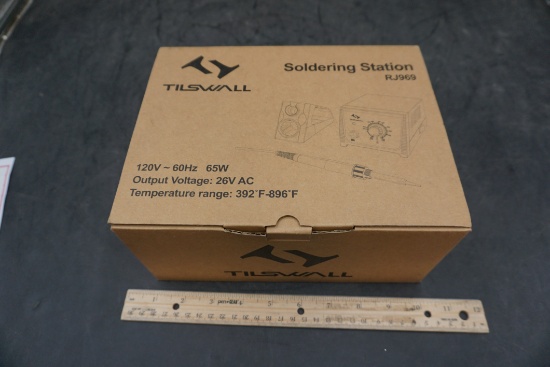 Soldering Station
RJ969
TILSWALL
120V ~ 60Hz 65W
Output Voltage: 26V AC
Temperature range: 392°F-896°F
TILSWALL